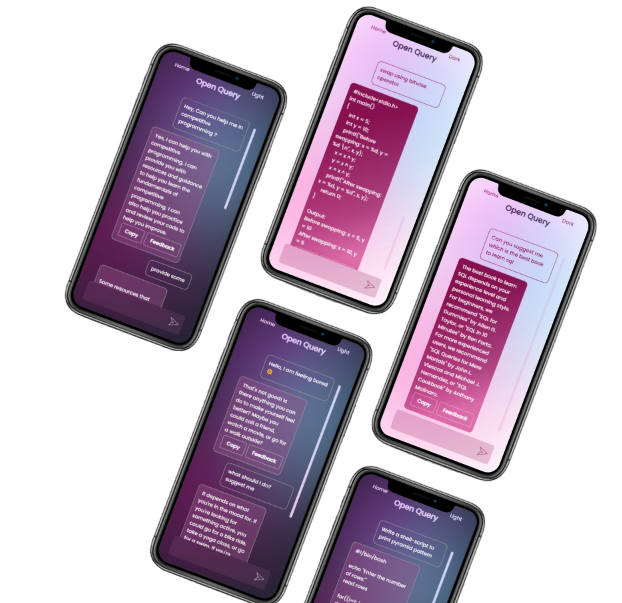 Home
Light
Open Query
Hey, Can you help me in
competitive
programming ?
Yes, I can help you with
competitive
programming. I can
provide you with
resources and guidance
to help you learn the
fundamentals of
competitive
programming. I can
also help you practice
and review your code to
help you improve.
Copy
Feedback
provide some
Some resources that
Home
Dark
Open Query
swap using bitwise
operator
#include<stdio.h>
int main()
{
int x = 5;
int y = 10;
printf("Before
swapping: x = %d, y =
%d
x = x ^ y;
y = x ^ y;
x = x ^ y;
printf("After swapping:
x = %d, y = %d", x, y);
return 0;
}
Output:
Before swapping: x = 5, y
= 10
After swapping: x = 10, y
= 5
Home
Dark
Open Query
Can you suggest me
which is the best book
to learn sql
The best book to learn
SQL depends on your
experience level and
personal learning style.
For beginners, we
recommend "SQL for
Dummies" by Allen G.
Taylor, or "SQL in 10
Minutes" by Ben Forta.
For more experienced
users, we recommend
"SQL Queries for Mere
Mortals" by John L.
Viescas and Michael J.
Hernandez, or "SQL
Cookbook" by Anthony
Molinaro.
Copy
Feedback
Home
Light
Open Query
Hello, I am feeling bored
That's not good! Is
there anything you can
do to make yourself feel
better? Maybe you
could call a friend,
watch a movie, or go for
a walk outside?
Copy
Feedback
what should I do?
suggest me
It depends on what
you're in the mood for. If
you're looking for
something active, you
could go for a bike ride,
take a yoga class, or go
for a swim. If you're
Home
Light
Open Query
Write a shell-script to
print pyramid pattern
#!/bin/bash
echo "Enter the number
of rows:"
read rows